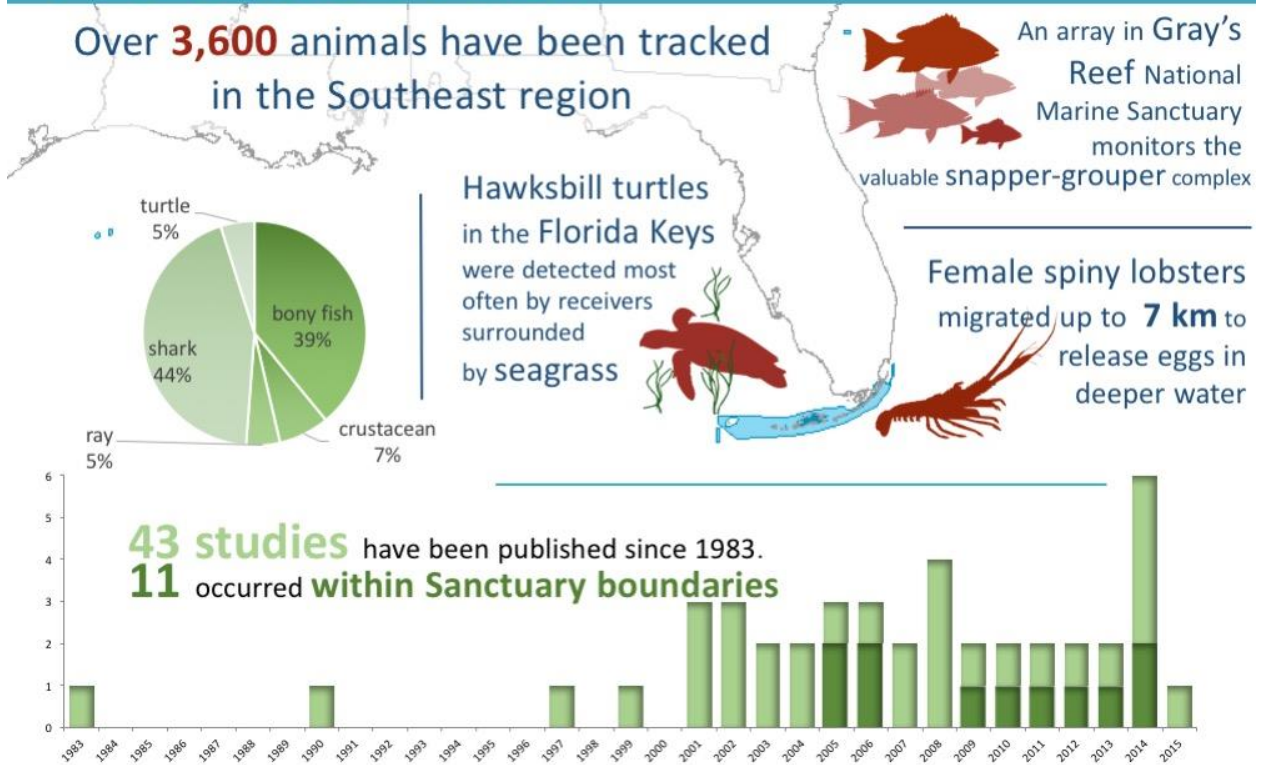 Over 3,600 animals have been tracked
in the Southeast region
An array in Gray's
Reef National
Marine Sanctuary
monitors the
valuable snapper-grouper complex
turtle
5%
bony fish
39%
shark
44%
ray
5%
crustacean
7%
Hawksbill turtles
in the Florida Keys
were detected most
often by receivers
surrounded
by seagrass
Female spiny lobsters
migrated up to 7 km to
release eggs in
deeper water
43 studies have been published since 1983.
11 occurred within Sanctuary boundaries
6
5
4
3
2
1
0
1983 1984 1985 1986 1987 1988 1989 1990 1991 1992 1993 1994 1995 1996 1997 1998 1999 2000 2001 2002 2003 2004 2005 2006 2007 2008 2009 2010 2011 2012 2013 2014 2015